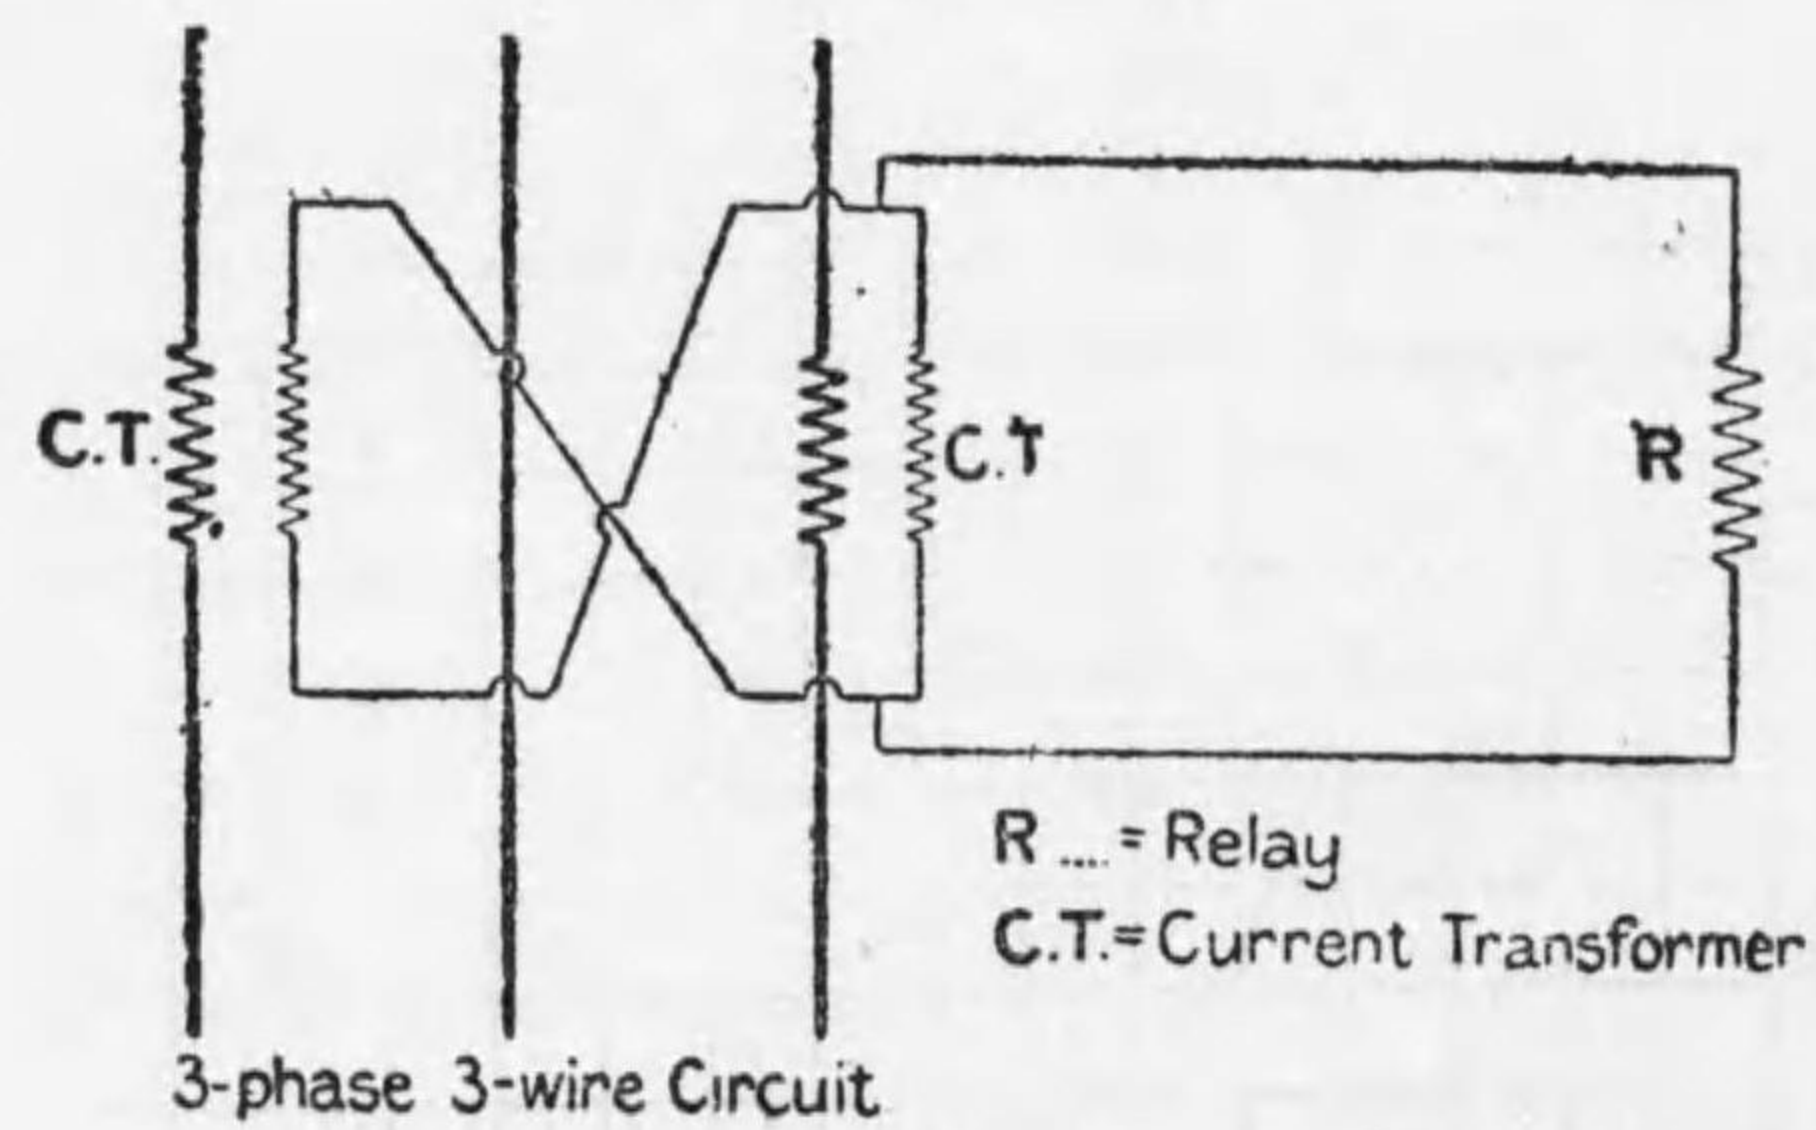 C.T.
C.T
R
R .... = Relay
C.T. = Current Transformer
3-phase 3-wire Circuit